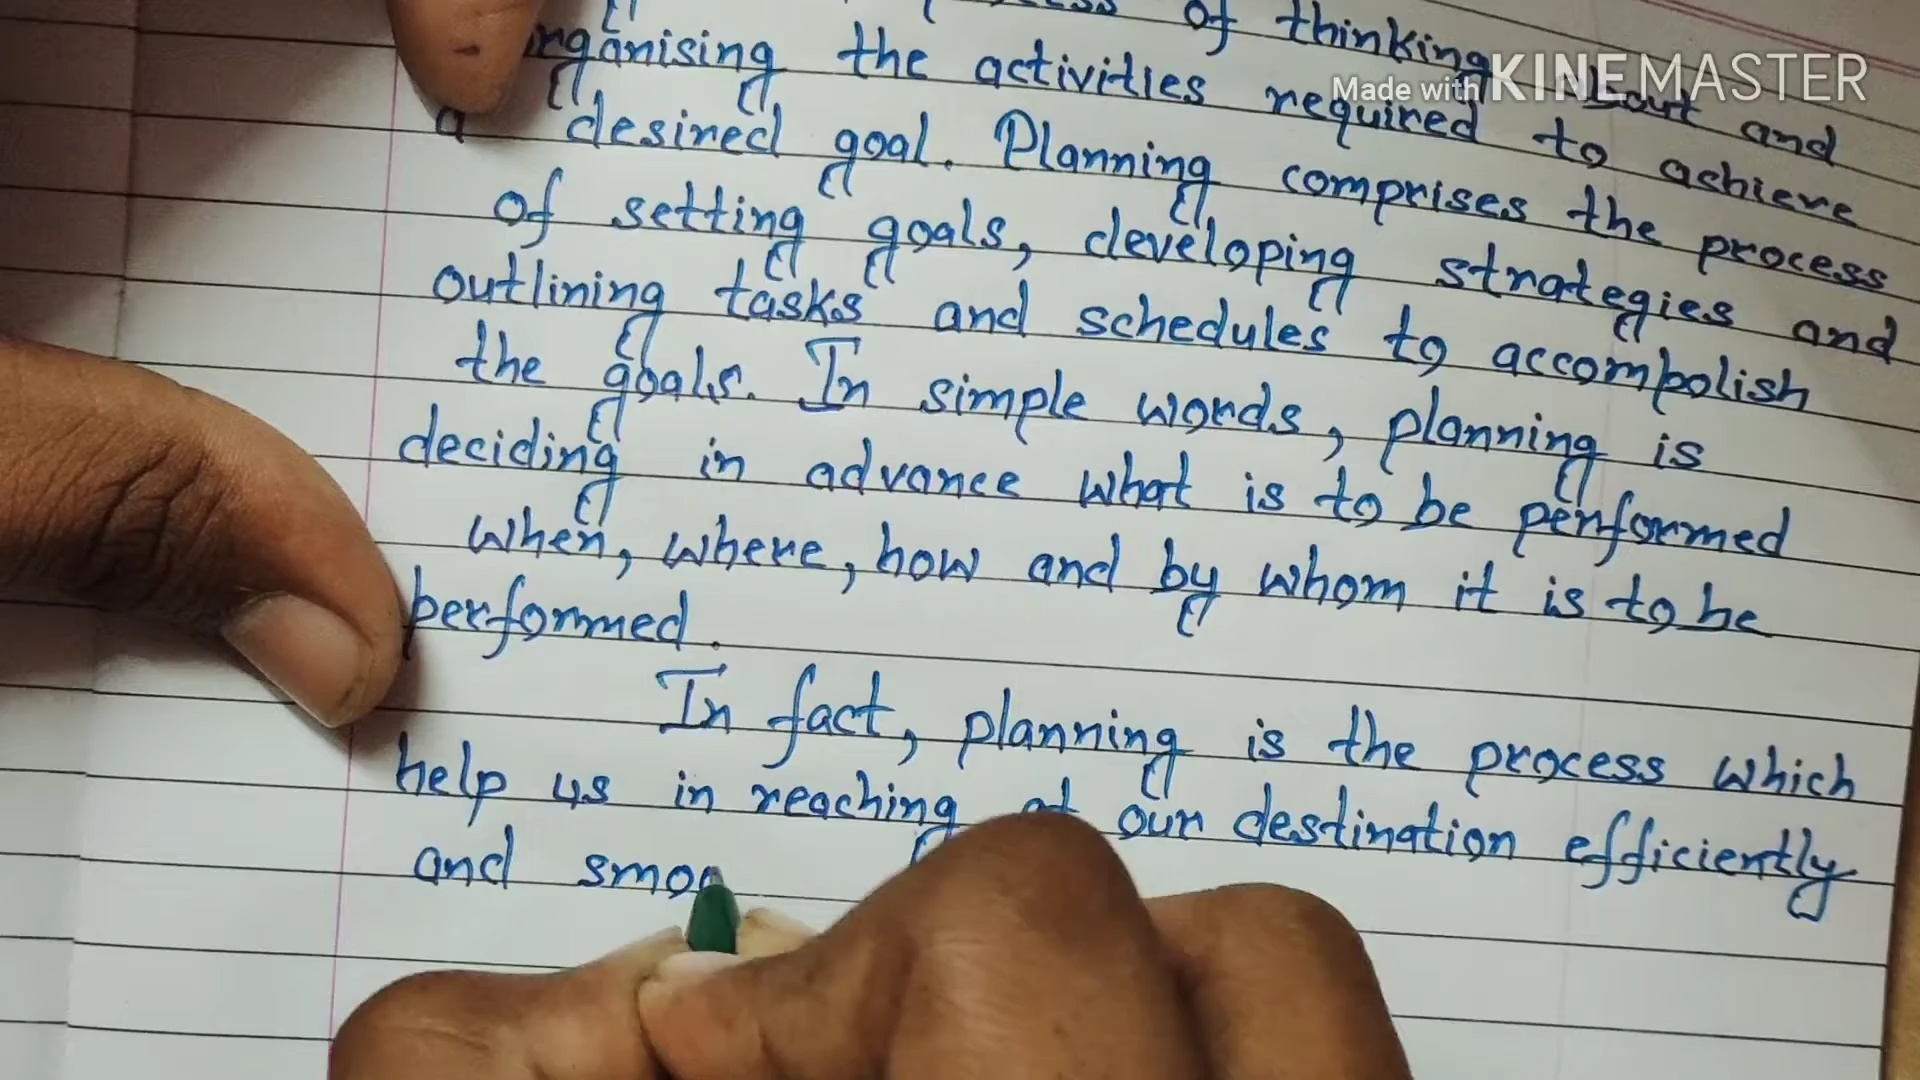 of thinking about and
organising the activities required to achieve
a desired goal. Planning comprises the process
of setting goals, developing strategies and
outlining tasks and schedules to accompolish
the goals. In simple words, planning is
deciding in advance what is to be performed
when, where, how and by whom it is to be
performed.
In fact, planning is the process which
help us in reaching at our destination efficiently
and smoo
Made with KINEMASTER